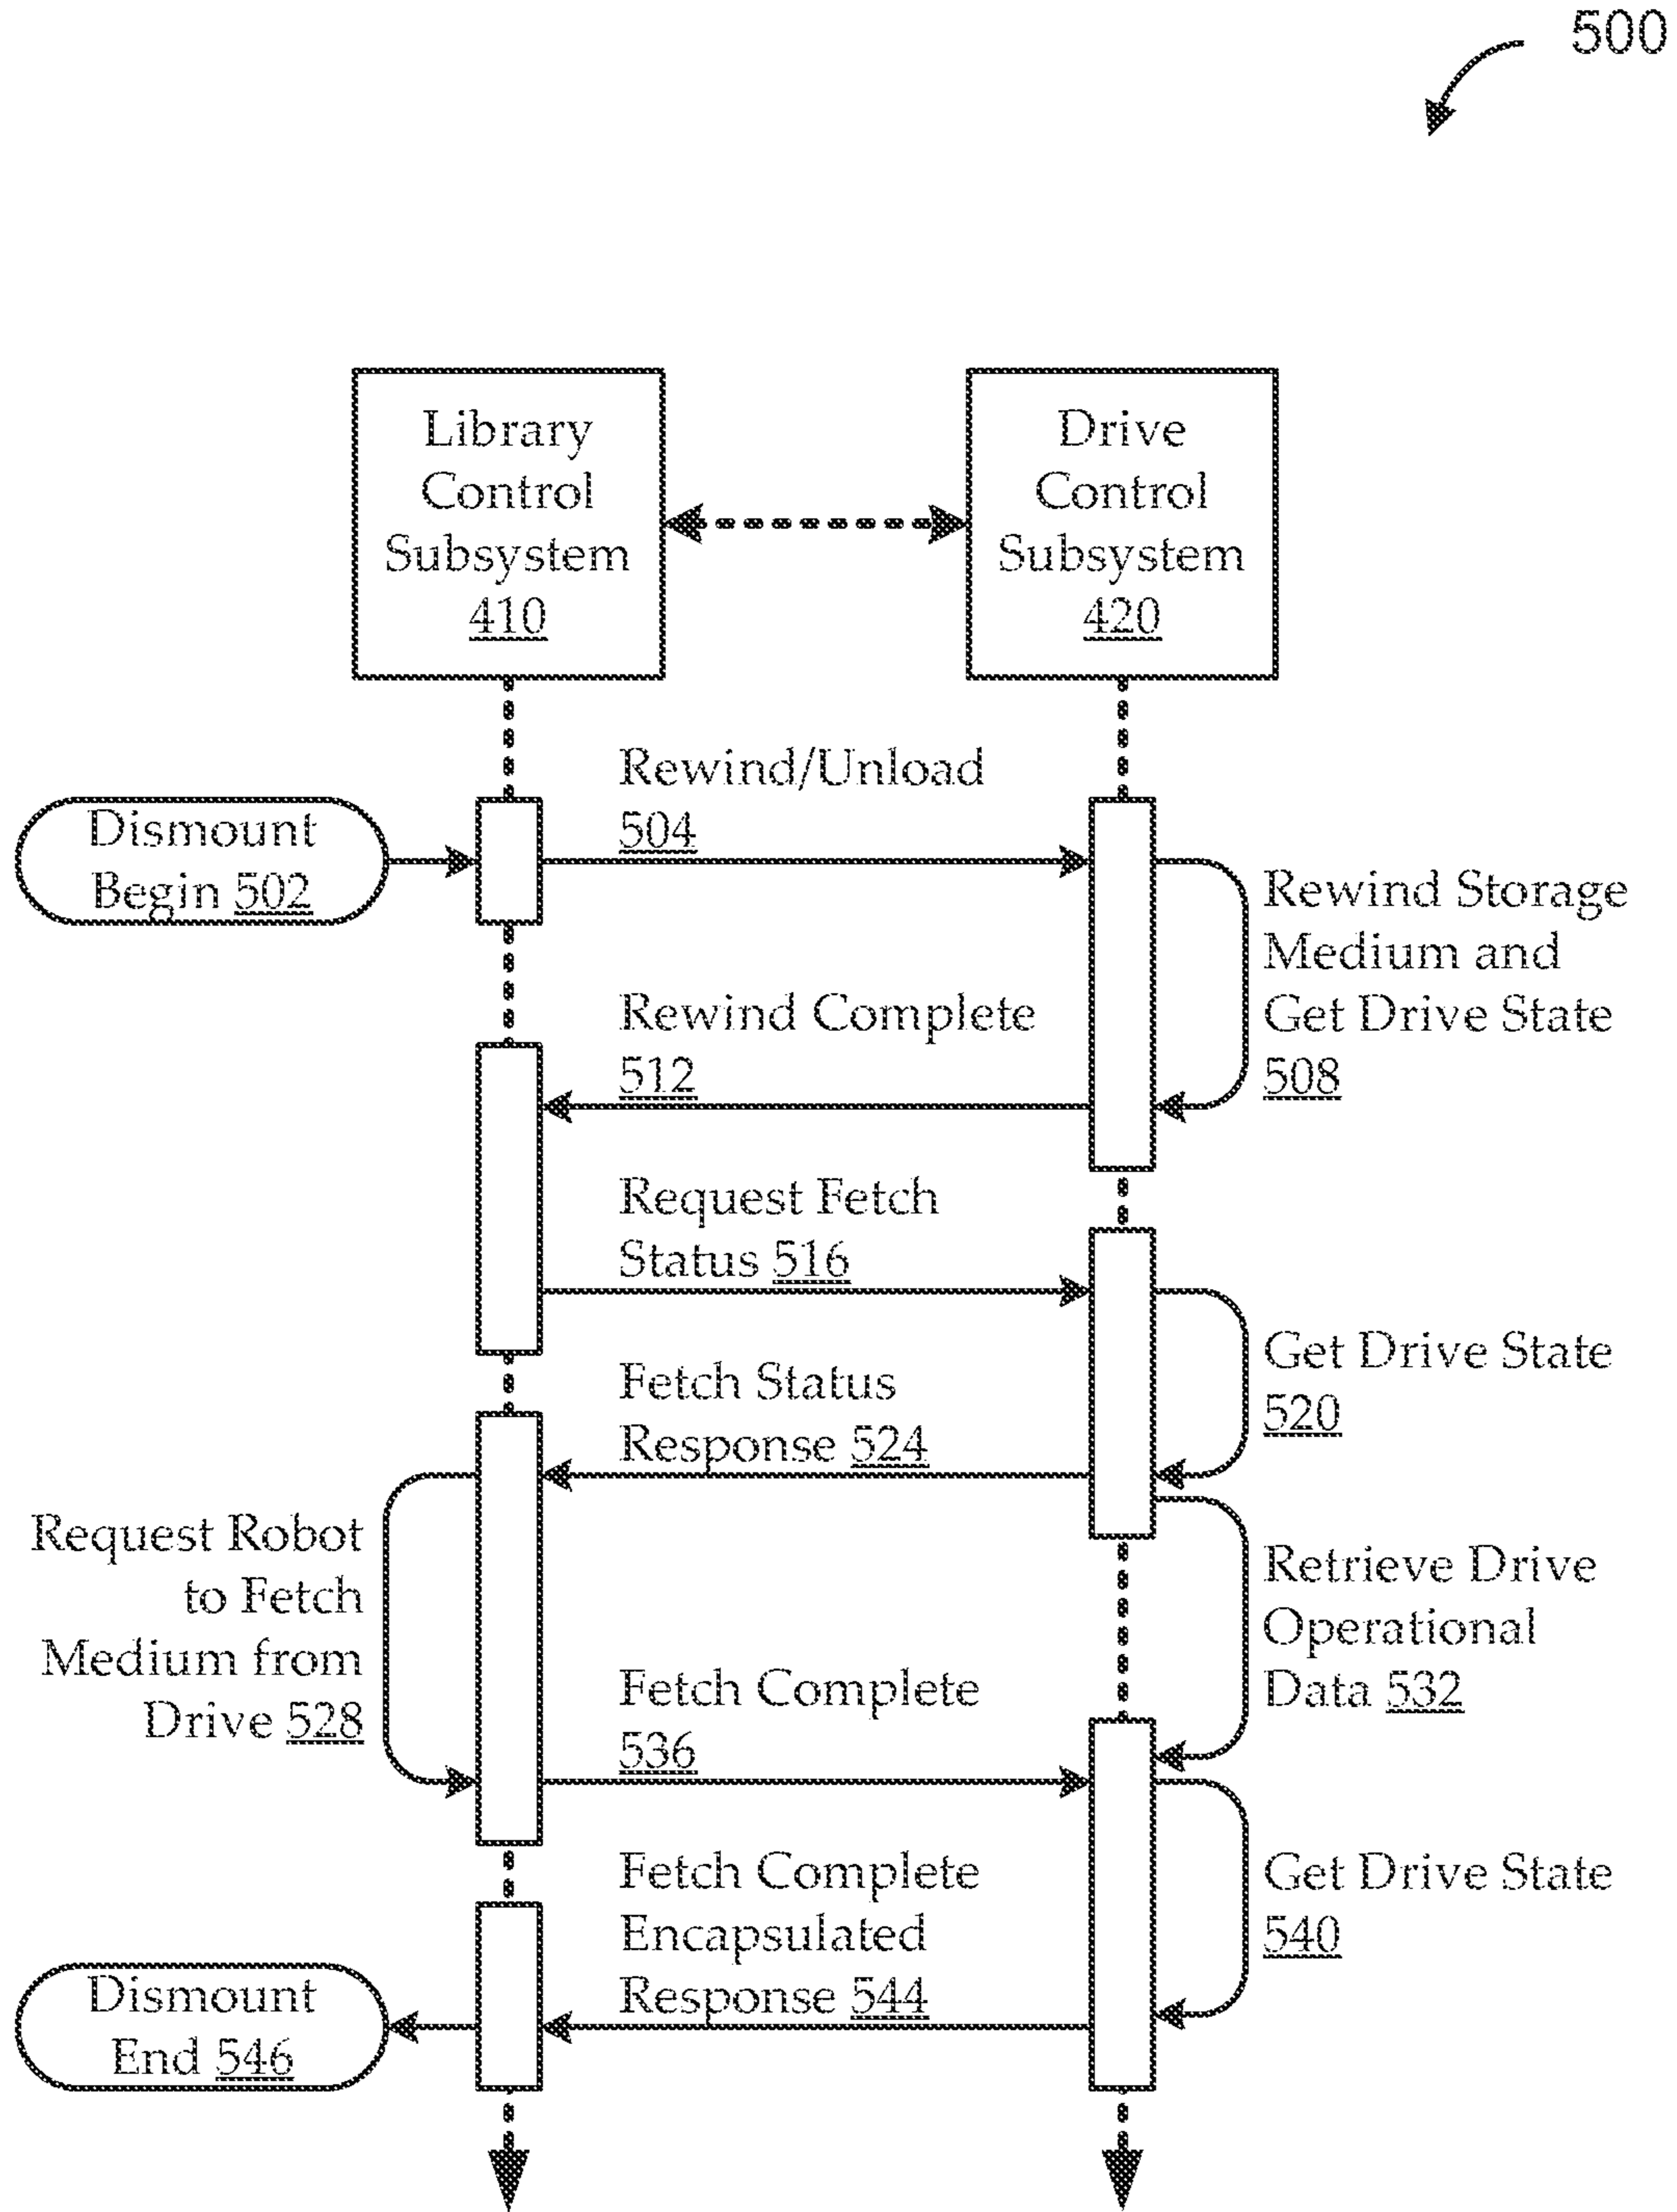 500
Library
Control
Subsystem
410
Drive
Control
Subsystem
420
Rewind/Unload
504
Dismount
Begin 502
Rewind Storage
Medium and
Get Drive State
508
Rewind Complete
512
Request Fetch
Status 516
Get Drive State
520
Fetch Status
Response 524
Request Robot
to Fetch
Medium from
Drive 528
Retrieve Drive
Operational
Data 532
Fetch Complete
536
Get Drive State
540
Fetch Complete
Encapsulated
Response 544
Dismount
End 546